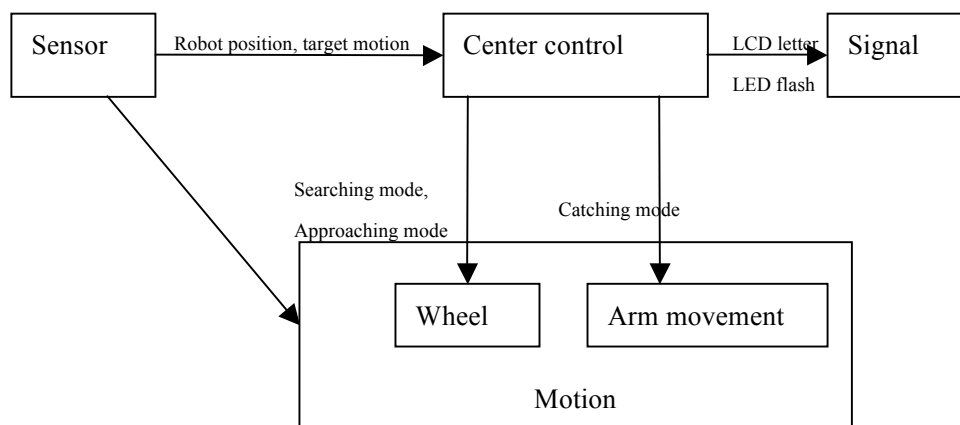 Sensor
Robot position, target motion
Center control
LCD letter
LED flash
Signal
Searching mode,
Approaching mode
Catching mode
Wheel
Arm movement
Motion